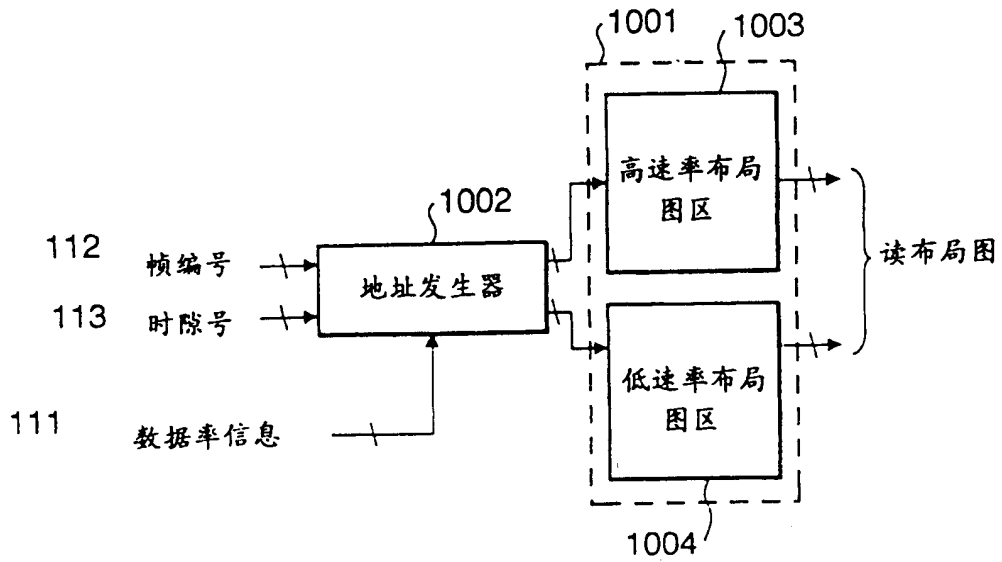 1001
1003
高速率布局
图区
1002
112
帧编号
地址发生器
读布局图
113
时隙号
低速率布局
图区
111
数据率信息
1004